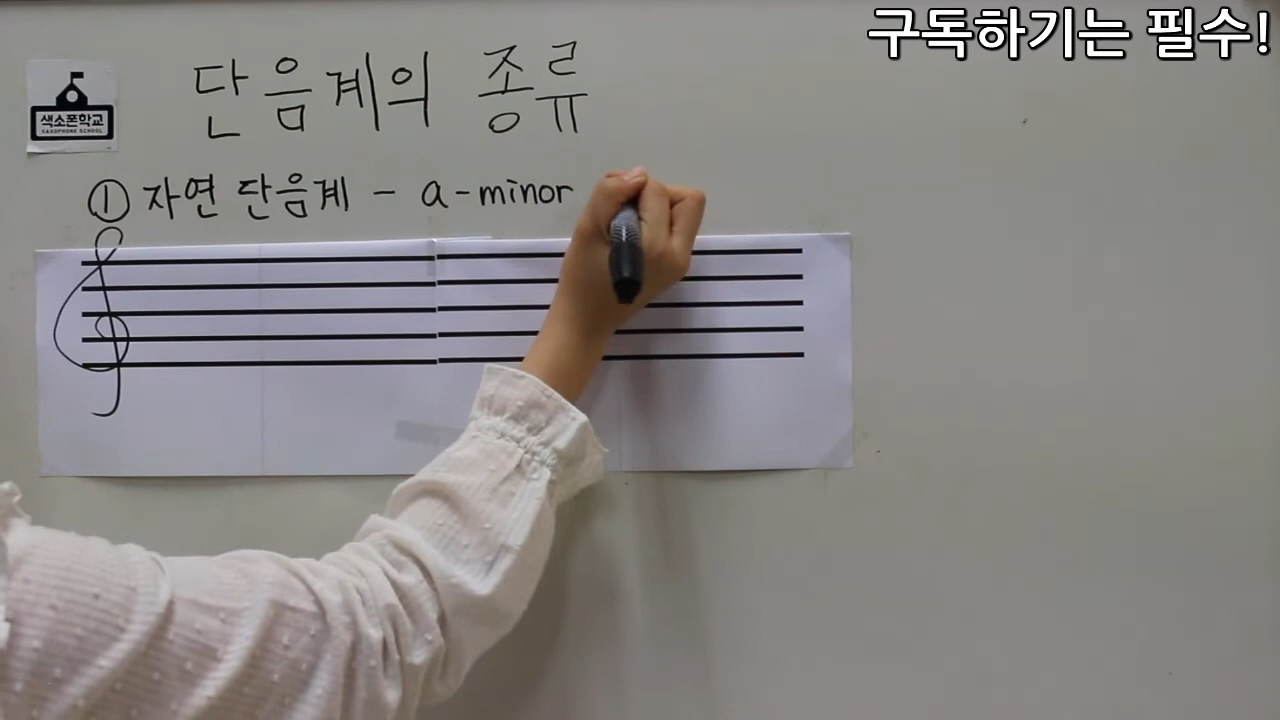 구독하기는 필수!
단음계의 종류
색소폰학교
SAXOPHONE SCHOOL
① 자연 단음계 - a-minor